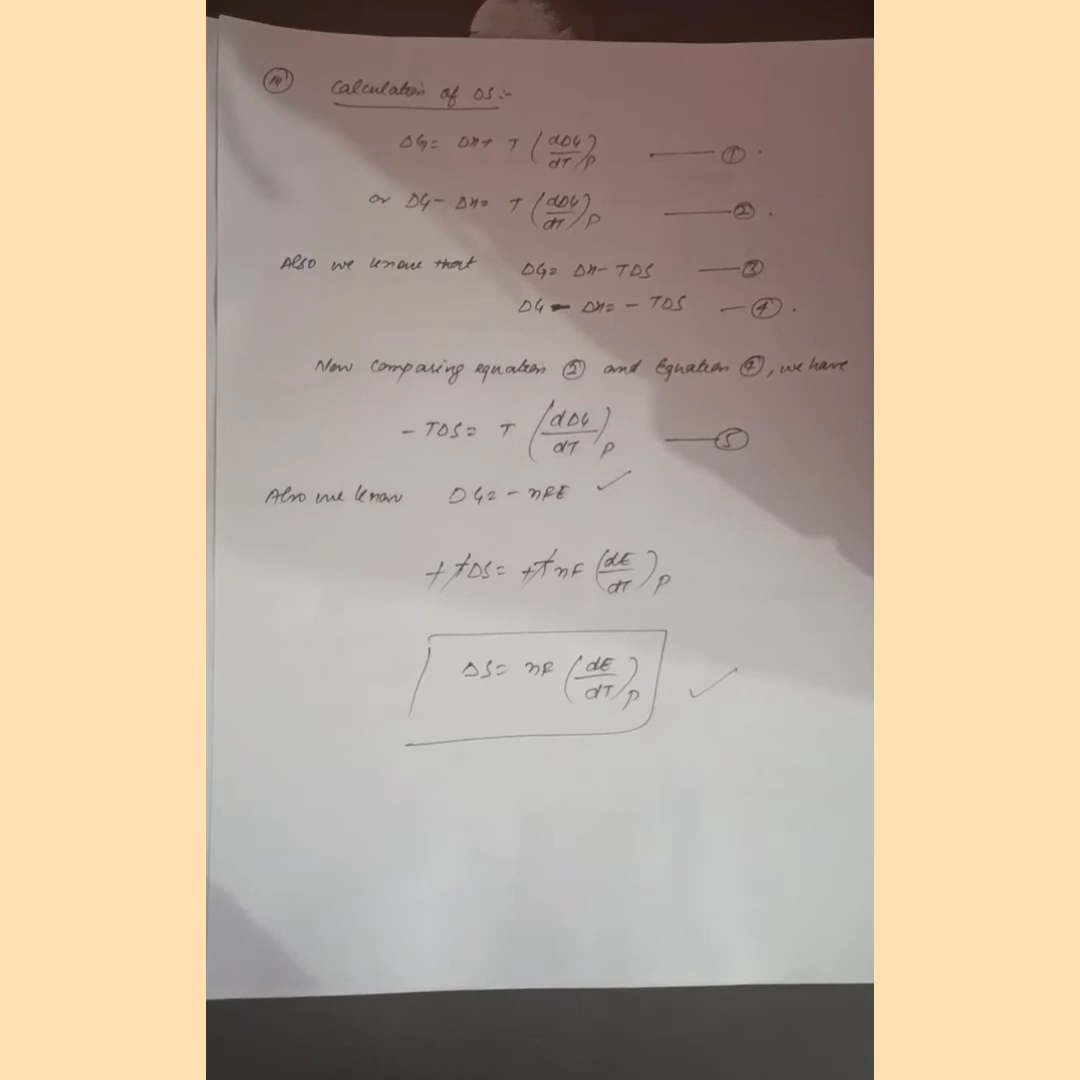 (iii) Calculation of ΔS :-
ΔG = ΔH + T (dΔG/dT)P —— ①.
or ΔG - ΔH = T (dΔG/dT)P —— ②.
Also we know that ΔG = ΔH - TΔS —— ③
ΔG - ΔH = - TΔS —— ④.
Now comparing equation ② and Equation ④, we have
- TΔS = T (dΔG/dT)P —— ⑤
Also we know ΔG = - nFE ✓
+ TΔS = + T nF (dE/dT)P
ΔS = nF (dE/dT)P ✓